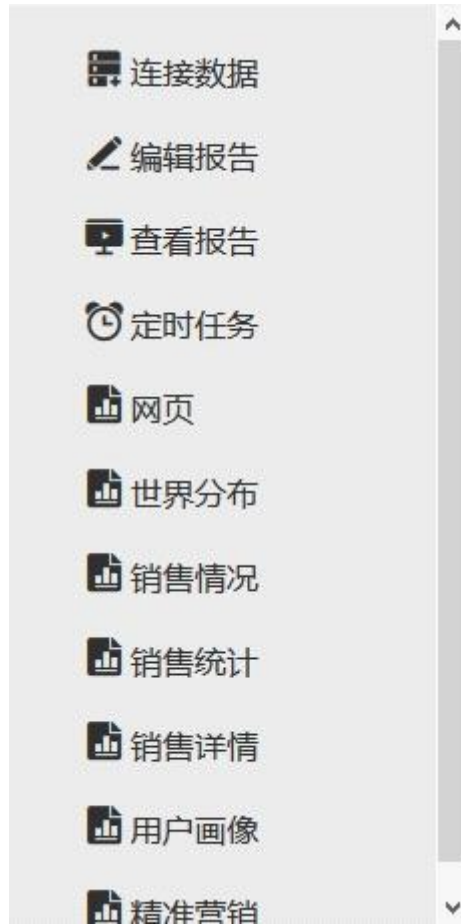 连接数据
编辑报告
查看报告
定时任务
网页
世界分布
销售情况
销售统计
销售详情
用户画像
精准营销